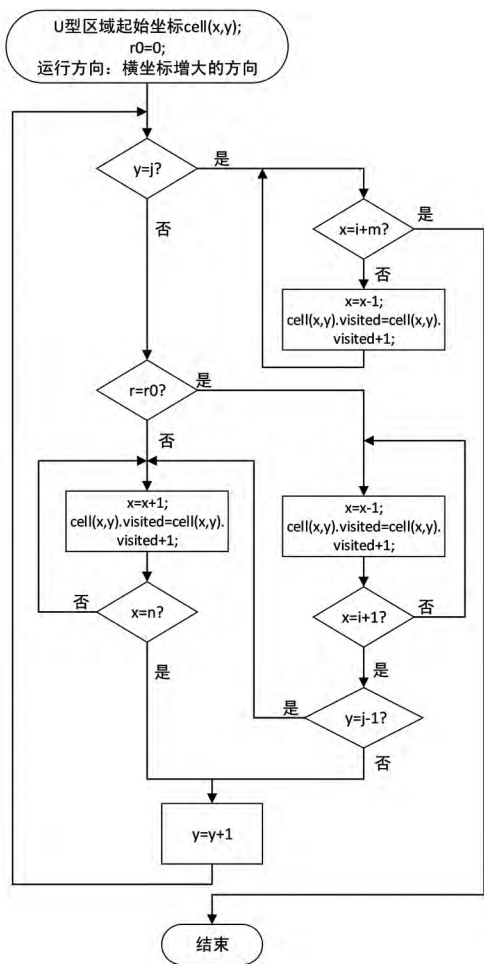 U型区域起始坐标cell(x,y);
r0=0;
运行方向：横坐标增大的方向
y=j?
是
否
x=i+m?
是
否
x=x-1;
cell(x,y).visited=cell(x,y).
visited+1;
r=r0?
是
否
x=x+1;
cell(x,y).visited=cell(x,y).
visited+1;
x=x-1;
cell(x,y).visited=cell(x,y).
visited+1;
否
x=n?
是
x=i+1?
否
是
y=j-1?
是
否
y=y+1
结束